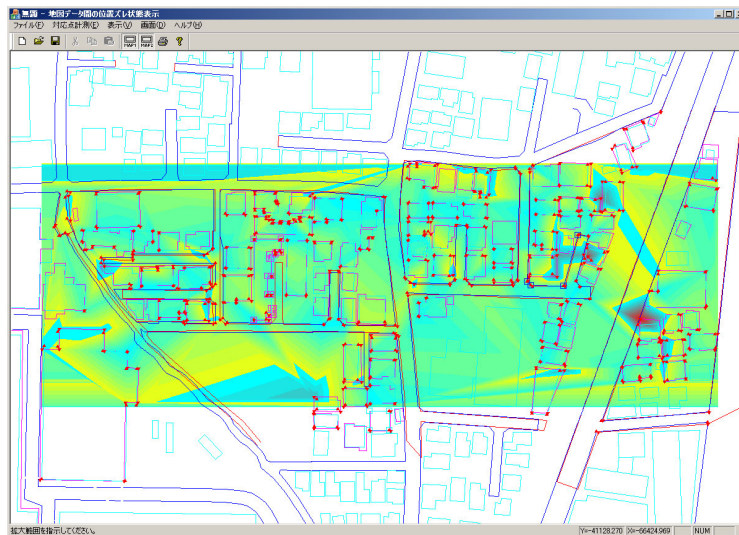 無題 - 地図データ間の位置ズレ状態表示
ファイル(F) 対応点計測(E) 表示(V) 画面(D) ヘルプ(H)
MAP1 MAP2
拡大範囲を指示してください。 Y=-41128.270 X=-66424.969 NUM